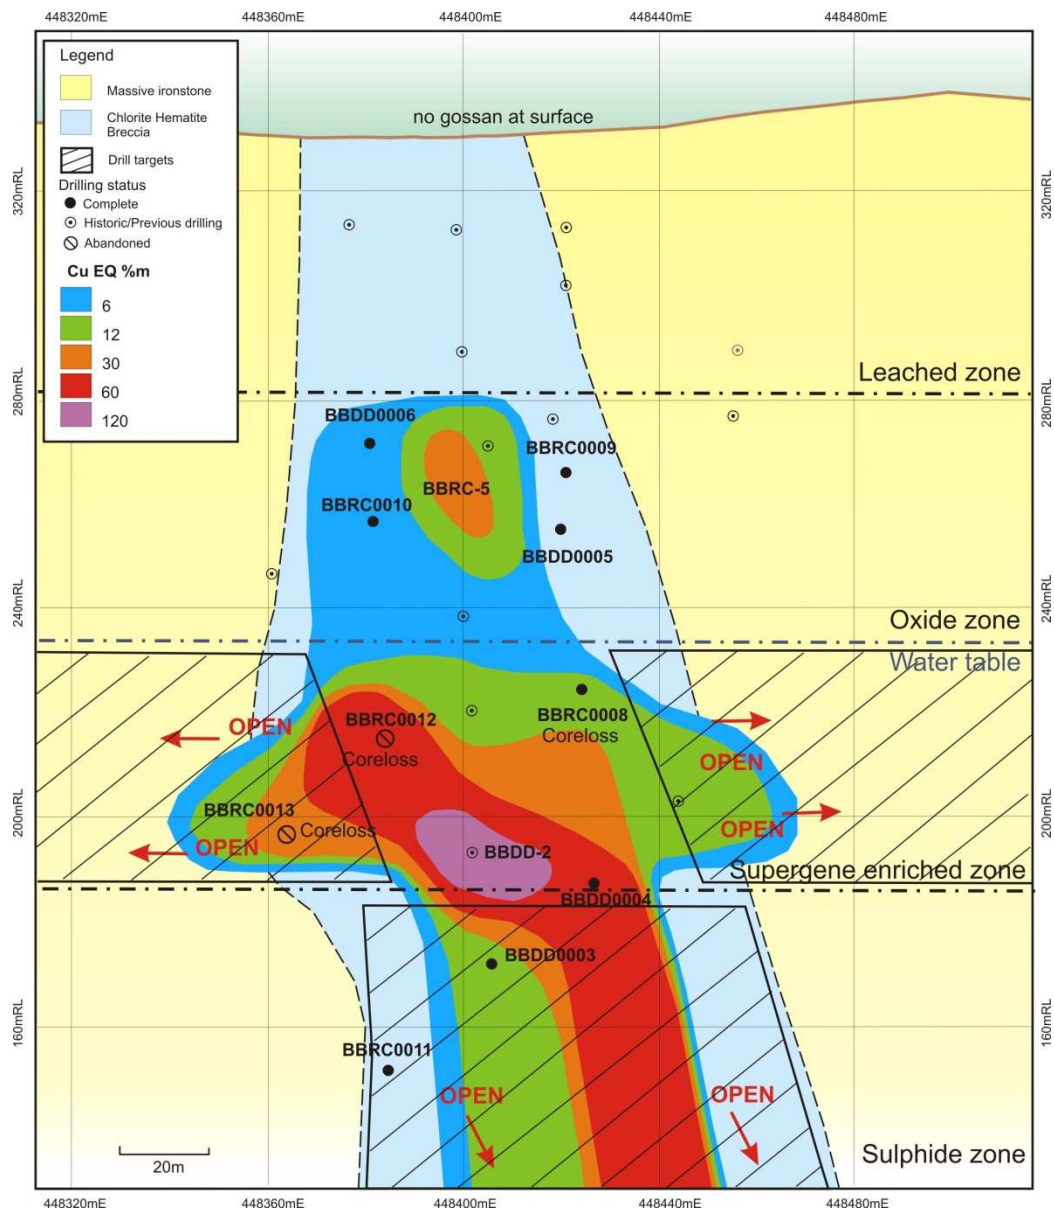 448320mE
448360mE
448400mE
448440mE
448480mE
Legend
Massive ironstone
Chlorite Hematite
Breccia
Drill targets
Drilling status
Complete
Historic/Previous drilling
Abandoned
Cu EQ %m
6
12
30
60
120
no gossan at surface
320mRL
320mRL
Leached zone
280mRL
280mRL
BBDD0006
BBRC0009
BBRC-5
BBRC0010
BBDD0005
240mRL
240mRL
Oxide zone
Water table
BBRC0012
Coreloss
BBRC0008
Coreloss
OPEN
OPEN
BBRC0013
Coreloss
200mRL
200mRL
OPEN
OPEN
BBDD-2
Supergene enriched zone
BBDD0004
BBDD0003
160mRL
160mRL
BBRC0011
OPEN
OPEN
20m
Sulphide zone
448320mE
448360mE
448400mE
448440mE
448480mE